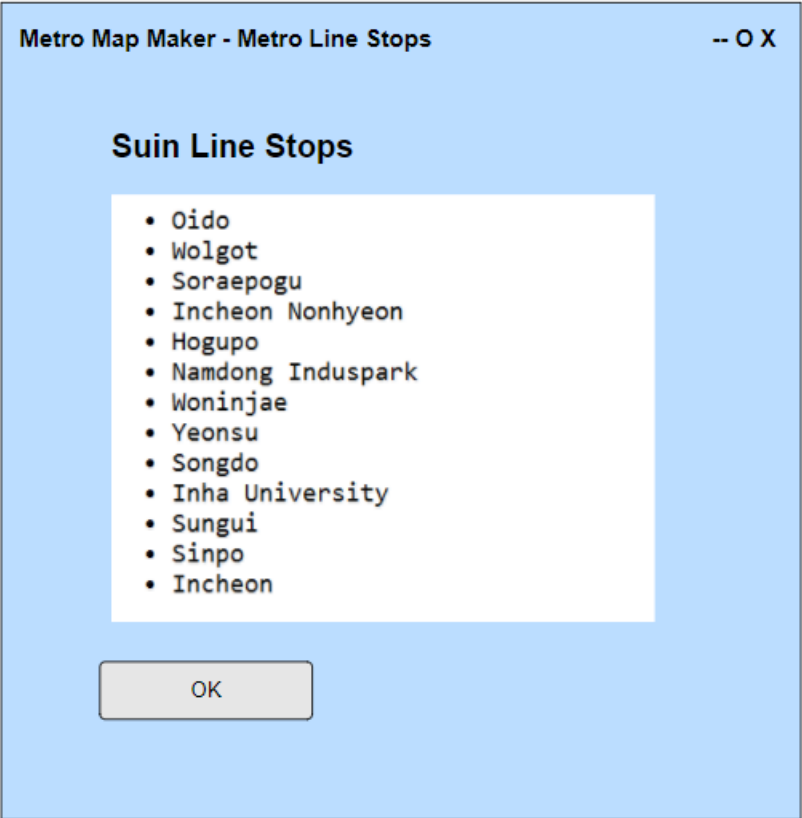 Metro Map Maker - Metro Line Stops -- O X
Suin Line Stops
• Oido
• Wolgot
• Soraepogu
• Incheon Nonhyeon
• Hogupo
• Namdong Induspark
• Woninjae
• Yeonsu
• Songdo
• Inha University
• Sungui
• Sinpo
• Incheon
OK